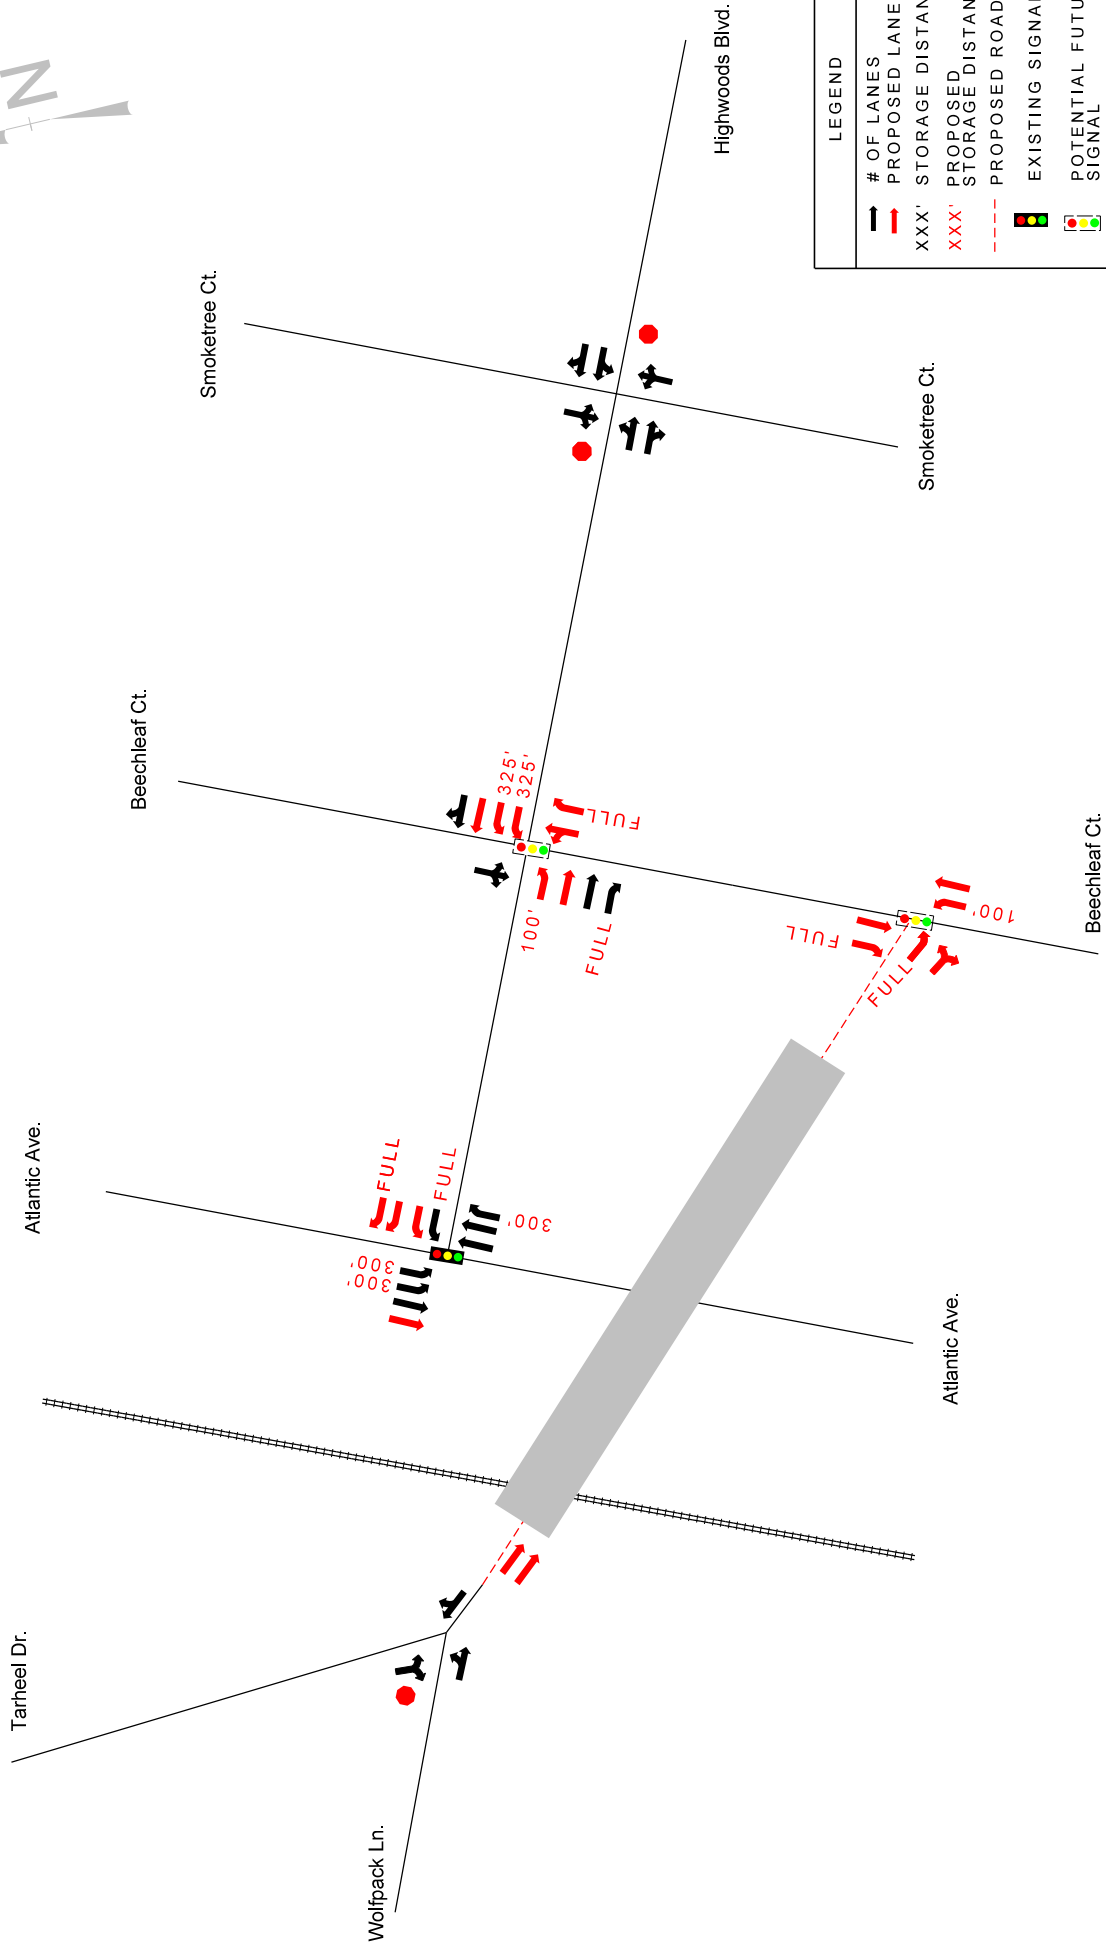 N
Highwoods Blvd.
LEGEND
# OF LANES
PROPOSED LANE
XXX' STORAGE DISTAN
XXX' PROPOSED
STORAGE DISTAN
PROPOSED ROAD
EXISTING SIGNAL
POTENTIAL FUTU
SIGNAL
Smoketree Ct.
Smoketree Ct.
Beechleaf Ct.
325'
325'
FULL
100'
FULL
FULL
100'
FULL
Beechleaf Ct.
Atlantic Ave.
FULL
FULL
300'
300'
300'
Atlantic Ave.
Tarheel Dr.
Wolfpack Ln.